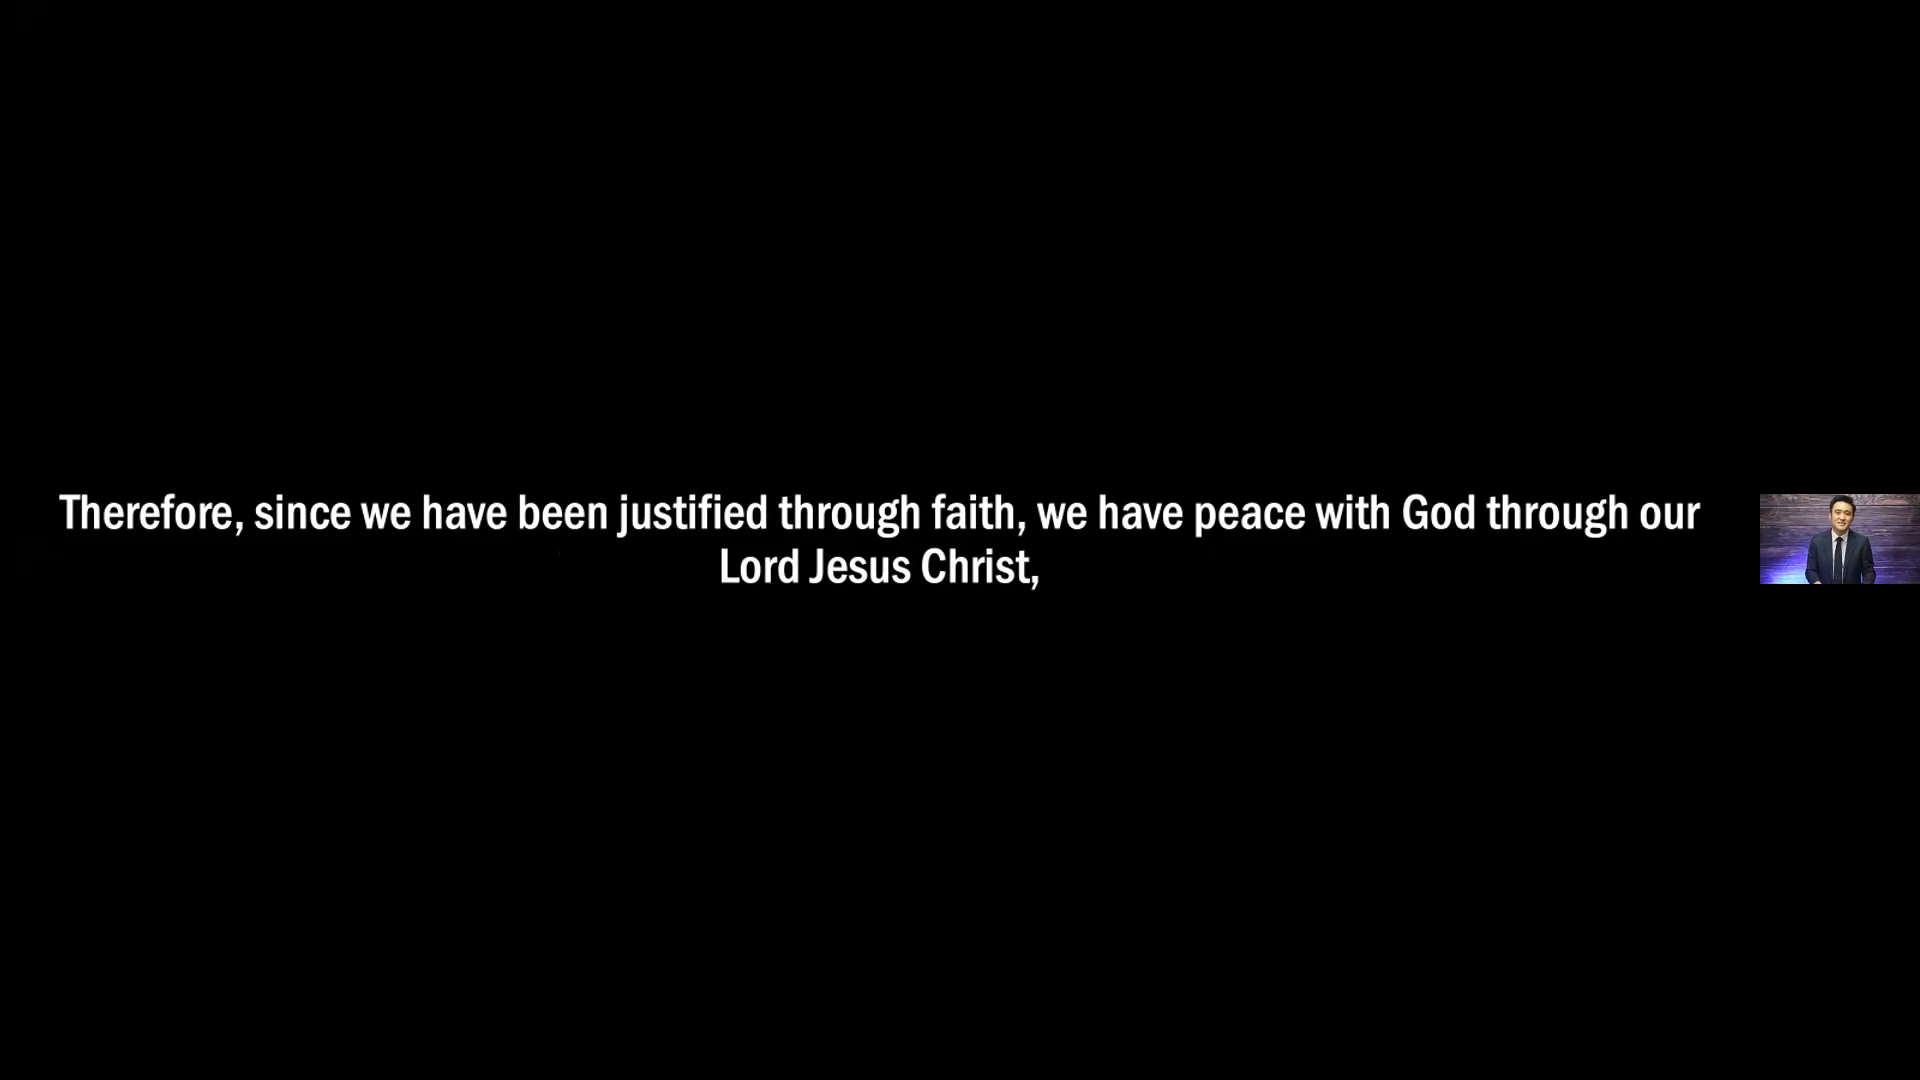 Therefore, since we have been justified through faith, we have peace with God through our
Lord Jesus Christ,